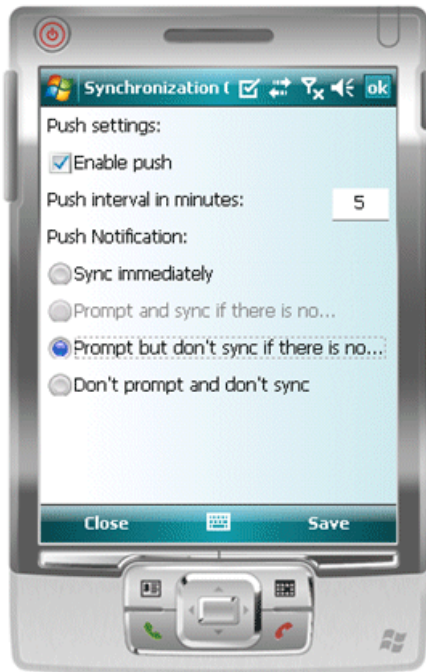 Synchronization (
ok
Push settings:
Enable push
Push interval in minutes:
5
Push Notification:
Sync immediately
Prompt and sync if there is no...
Prompt but don't sync if there is no...
Don't prompt and don't sync
Close
Save